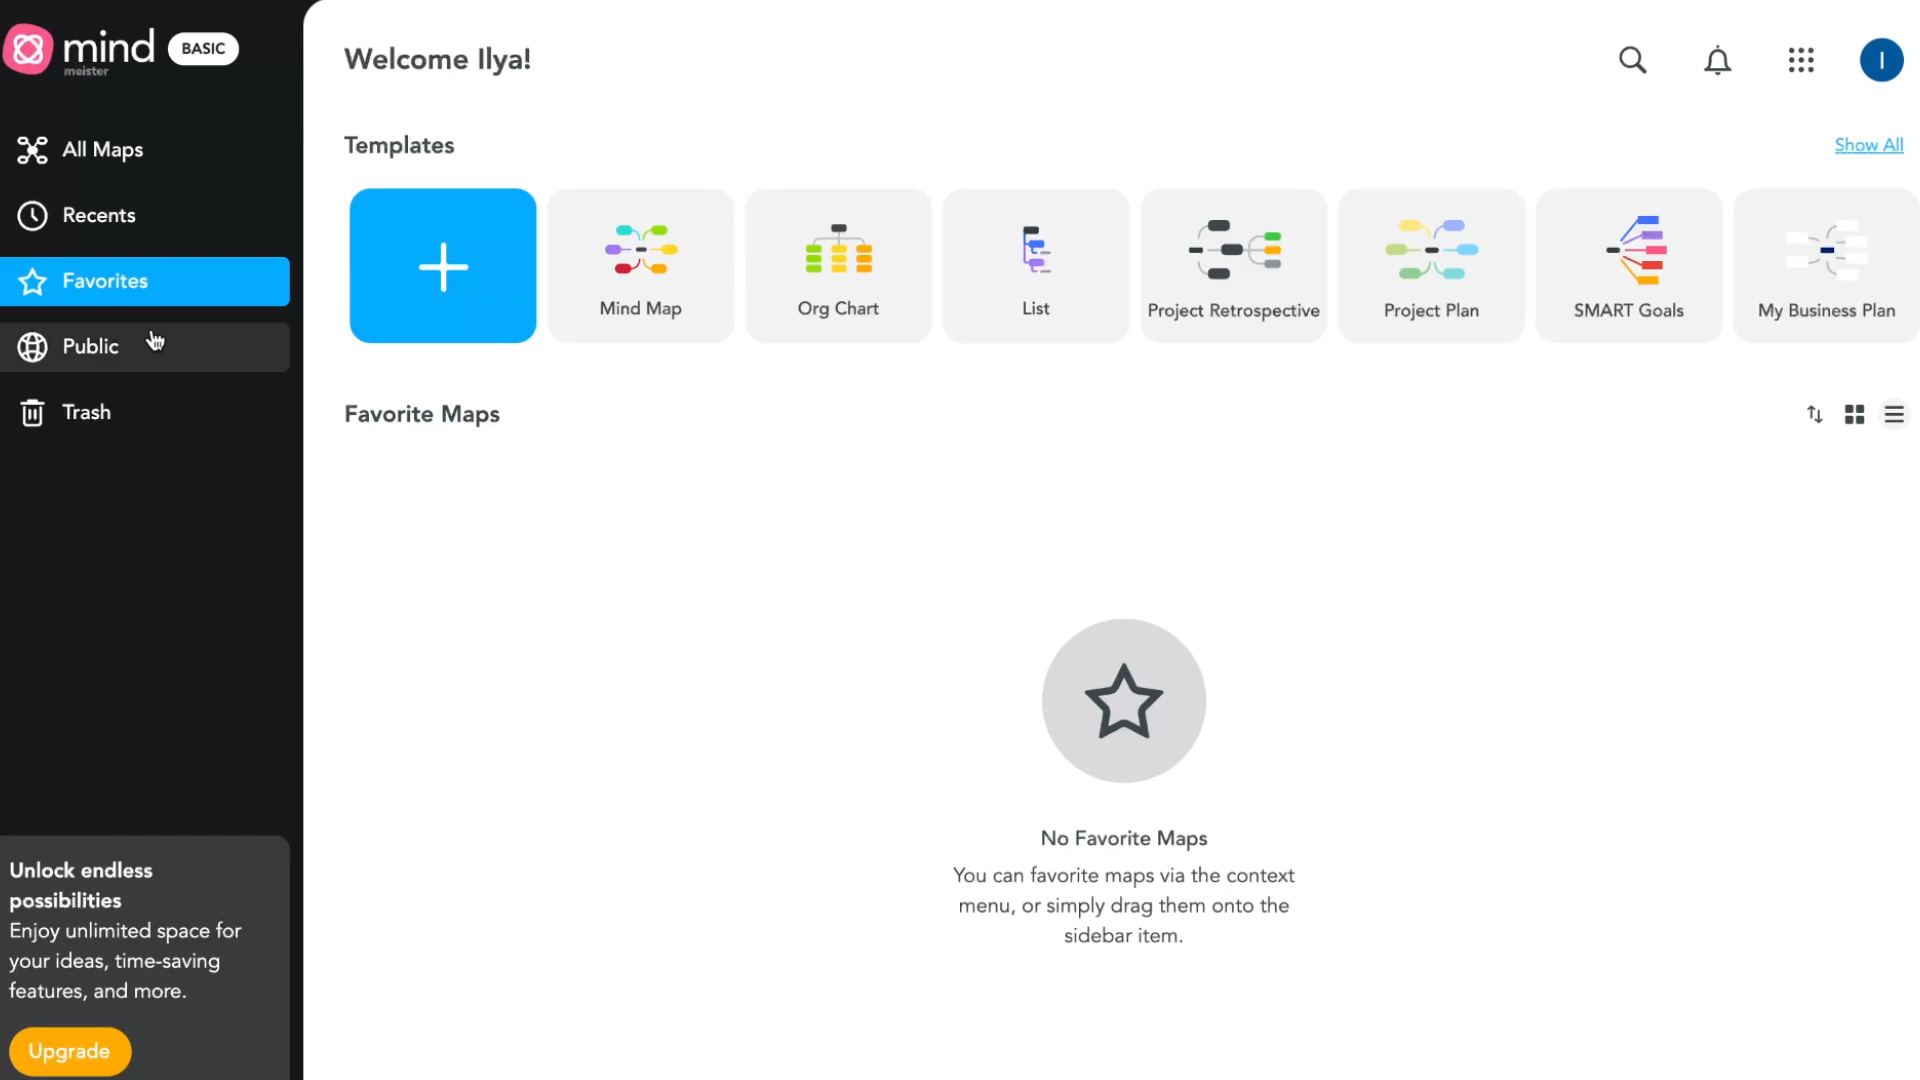 mind
meister
BASIC
All Maps
Recents
Favorites
Public
Trash
Unlock endless
possibilities
Enjoy unlimited space for
your ideas, time-saving
features, and more.
Upgrade
Welcome Ilya!
I
Templates
Show All
Mind Map
Org Chart
List
Project Retrospective
Project Plan
SMART Goals
My Business Plan
Favorite Maps
No Favorite Maps
You can favorite maps via the context
menu, or simply drag them onto the
sidebar item.